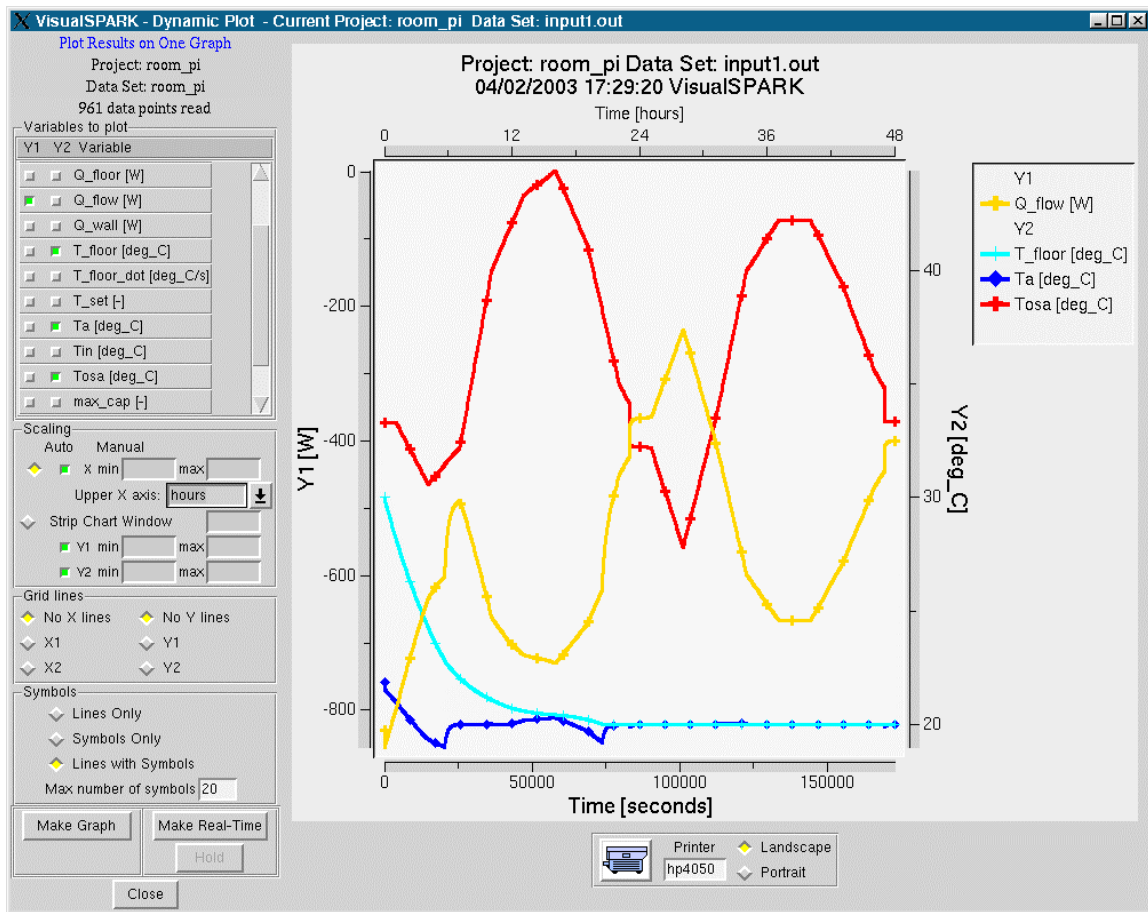 VisualSPARK - Dynamic Plot - Current Project: room_pi Data Set: input1.out
Plot Results on One Graph
Project: room_pi
Data Set: room_pi
961 data points read
Variables to plot
Y1 Y2 Variable
Q_floor [W]
Q_flow [W]
Q_wall [W]
T_floor [deg_C]
T_floor_dot [deg_C/s]
T_set [-]
Ta [deg_C]
Tin [deg_C]
Tosa [deg_C]
max_cap [-]
Scaling
Auto Manual
X min max
Upper X axis: hours
Strip Chart Window
Y1 min max
Y2 min max
Grid lines
No X lines No Y lines
X1 Y1
X2 Y2
Symbols
Lines Only
Symbols Only
Lines with Symbols
Max number of symbols 20
Make Graph Make Real-Time
Hold
Close
Project: room_pi Data Set: input1.out
04/02/2003 17:29:20 VisualSPARK
Time [hours]
0 12 24 36 48
0
-200
-400
-600
-800
Y1 [W]
40
30
20
Y2 [deg_C]
0 50000 100000 150000
Time [seconds]
Y1
Q_flow [W]
Y2
T_floor [deg_C]
Ta [deg_C]
Tosa [deg_C]
Printer
hp4050
Landscape
Portrait